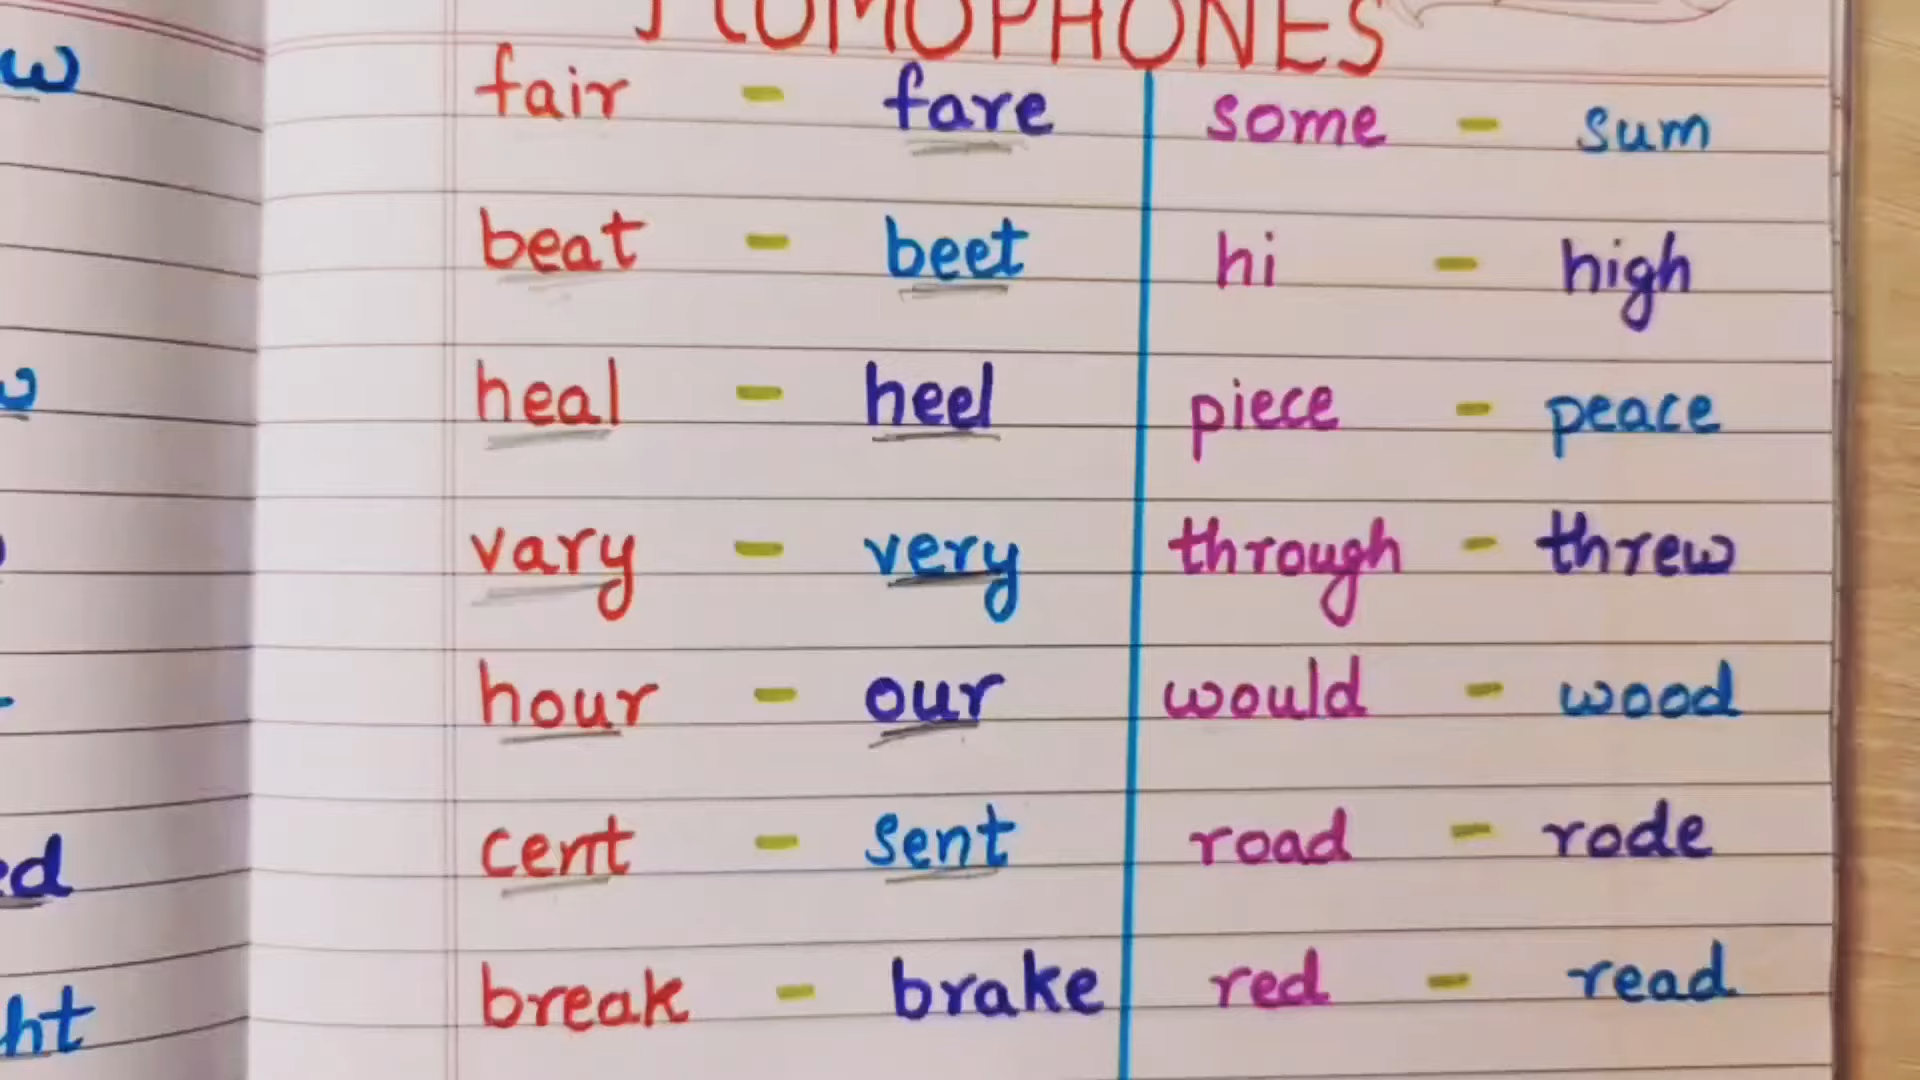 HOMOPHONES
fair - fare
beat - beet
heal - heel
vary - very
hour - our
cent - sent
break - brake
some - sum
hi - high
piece - peace
through - threw
would - wood
road - rode
red - read